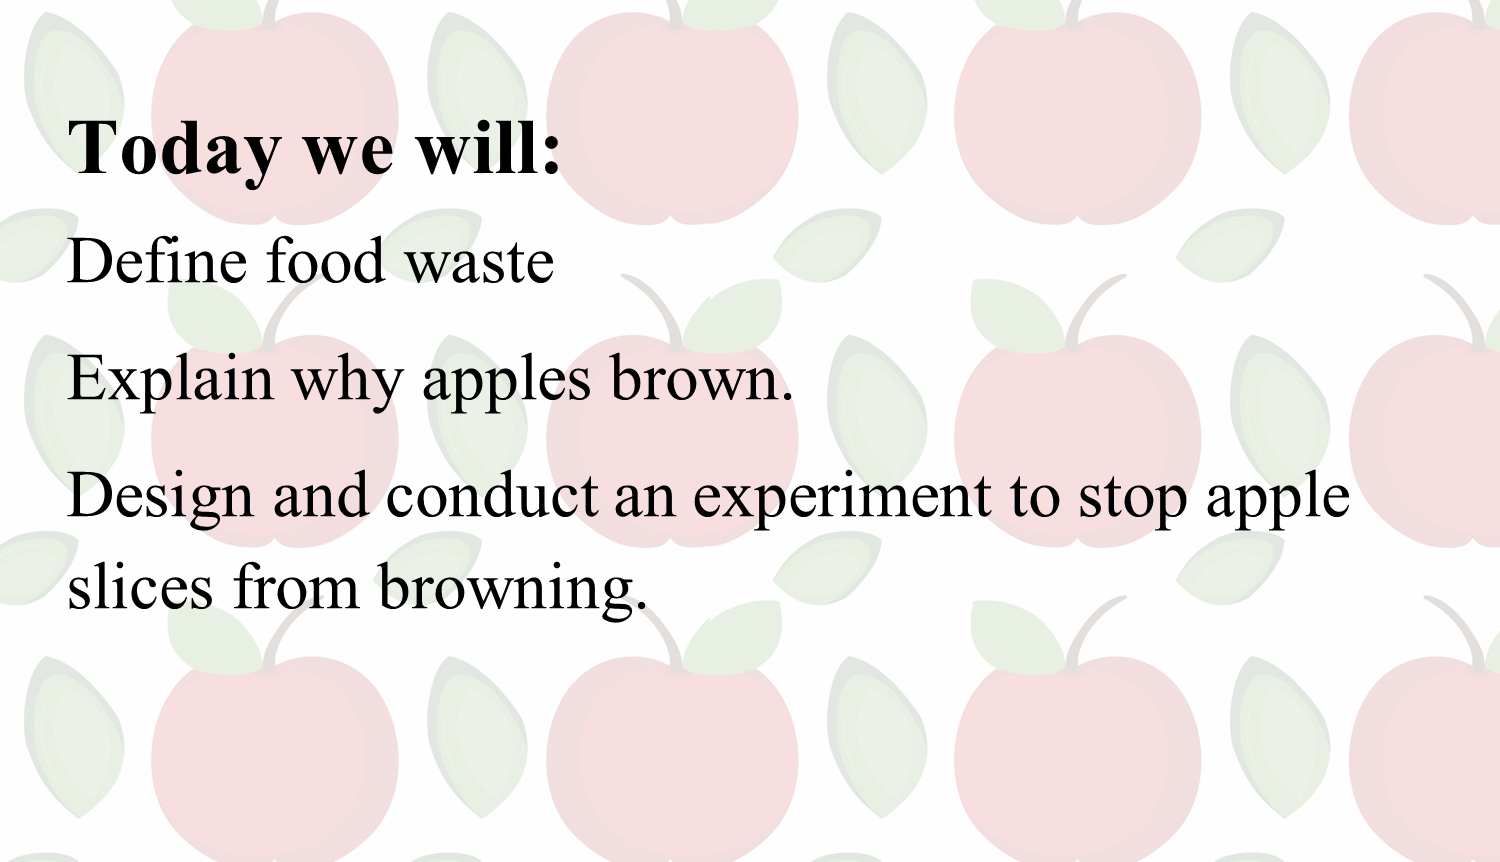 Today we will:
Define food waste
Explain why apples brown.
Design and conduct an experiment to stop apple
slices from browning.